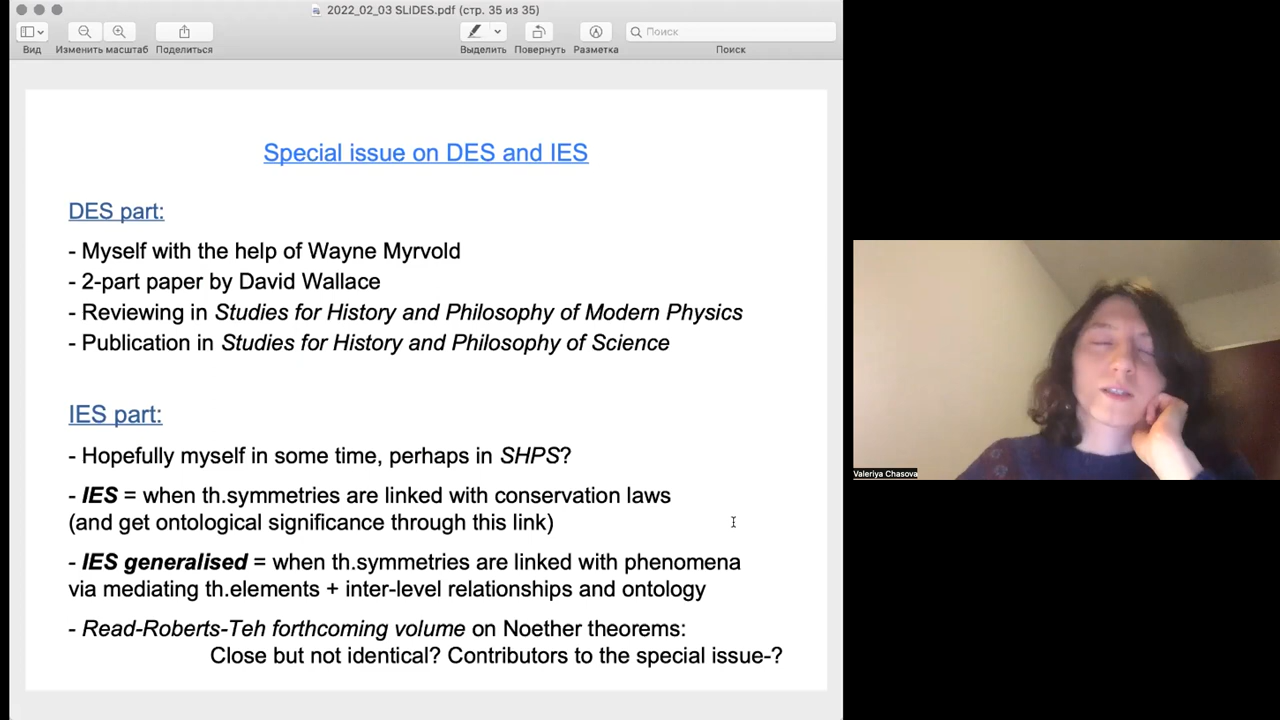 2022_02_03 SLIDES.pdf (стр. 35 из 35)
Вид
Изменить масштаб
Поделиться
Выделить
Повернуть
Разметка
Поиск
Поиск
Special issue on DES and IES
DES part:
- Myself with the help of Wayne Myrvold
- 2-part paper by David Wallace
- Reviewing in Studies for History and Philosophy of Modern Physics
- Publication in Studies for History and Philosophy of Science
IES part:
- Hopefully myself in some time, perhaps in SHPS?
- IES = when th.symmetries are linked with conservation laws
(and get ontological significance through this link)
- IES generalised = when th.symmetries are linked with phenomena
via mediating th.elements + inter-level relationships and ontology
- Read-Roberts-Teh forthcoming volume on Noether theorems:
Close but not identical? Contributors to the special issue-?
Valeriya Chasova